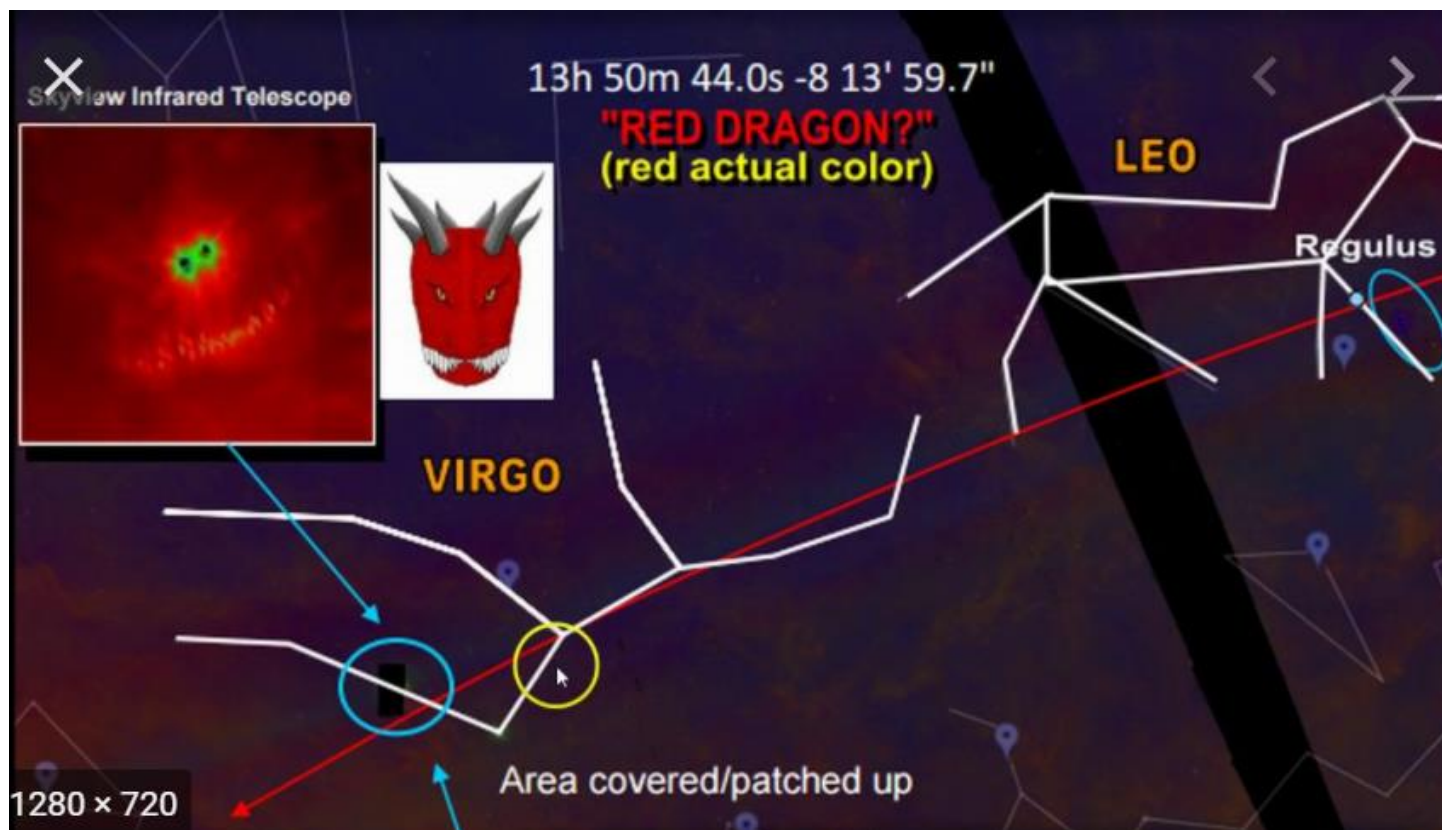 13h 50m 44.0s -8 13' 59.7"
Skyview Infrared Telescope
"RED DRAGON?"
(red actual color)
LEO
Regulus
VIRGO
Area covered/patched up
1280 × 720